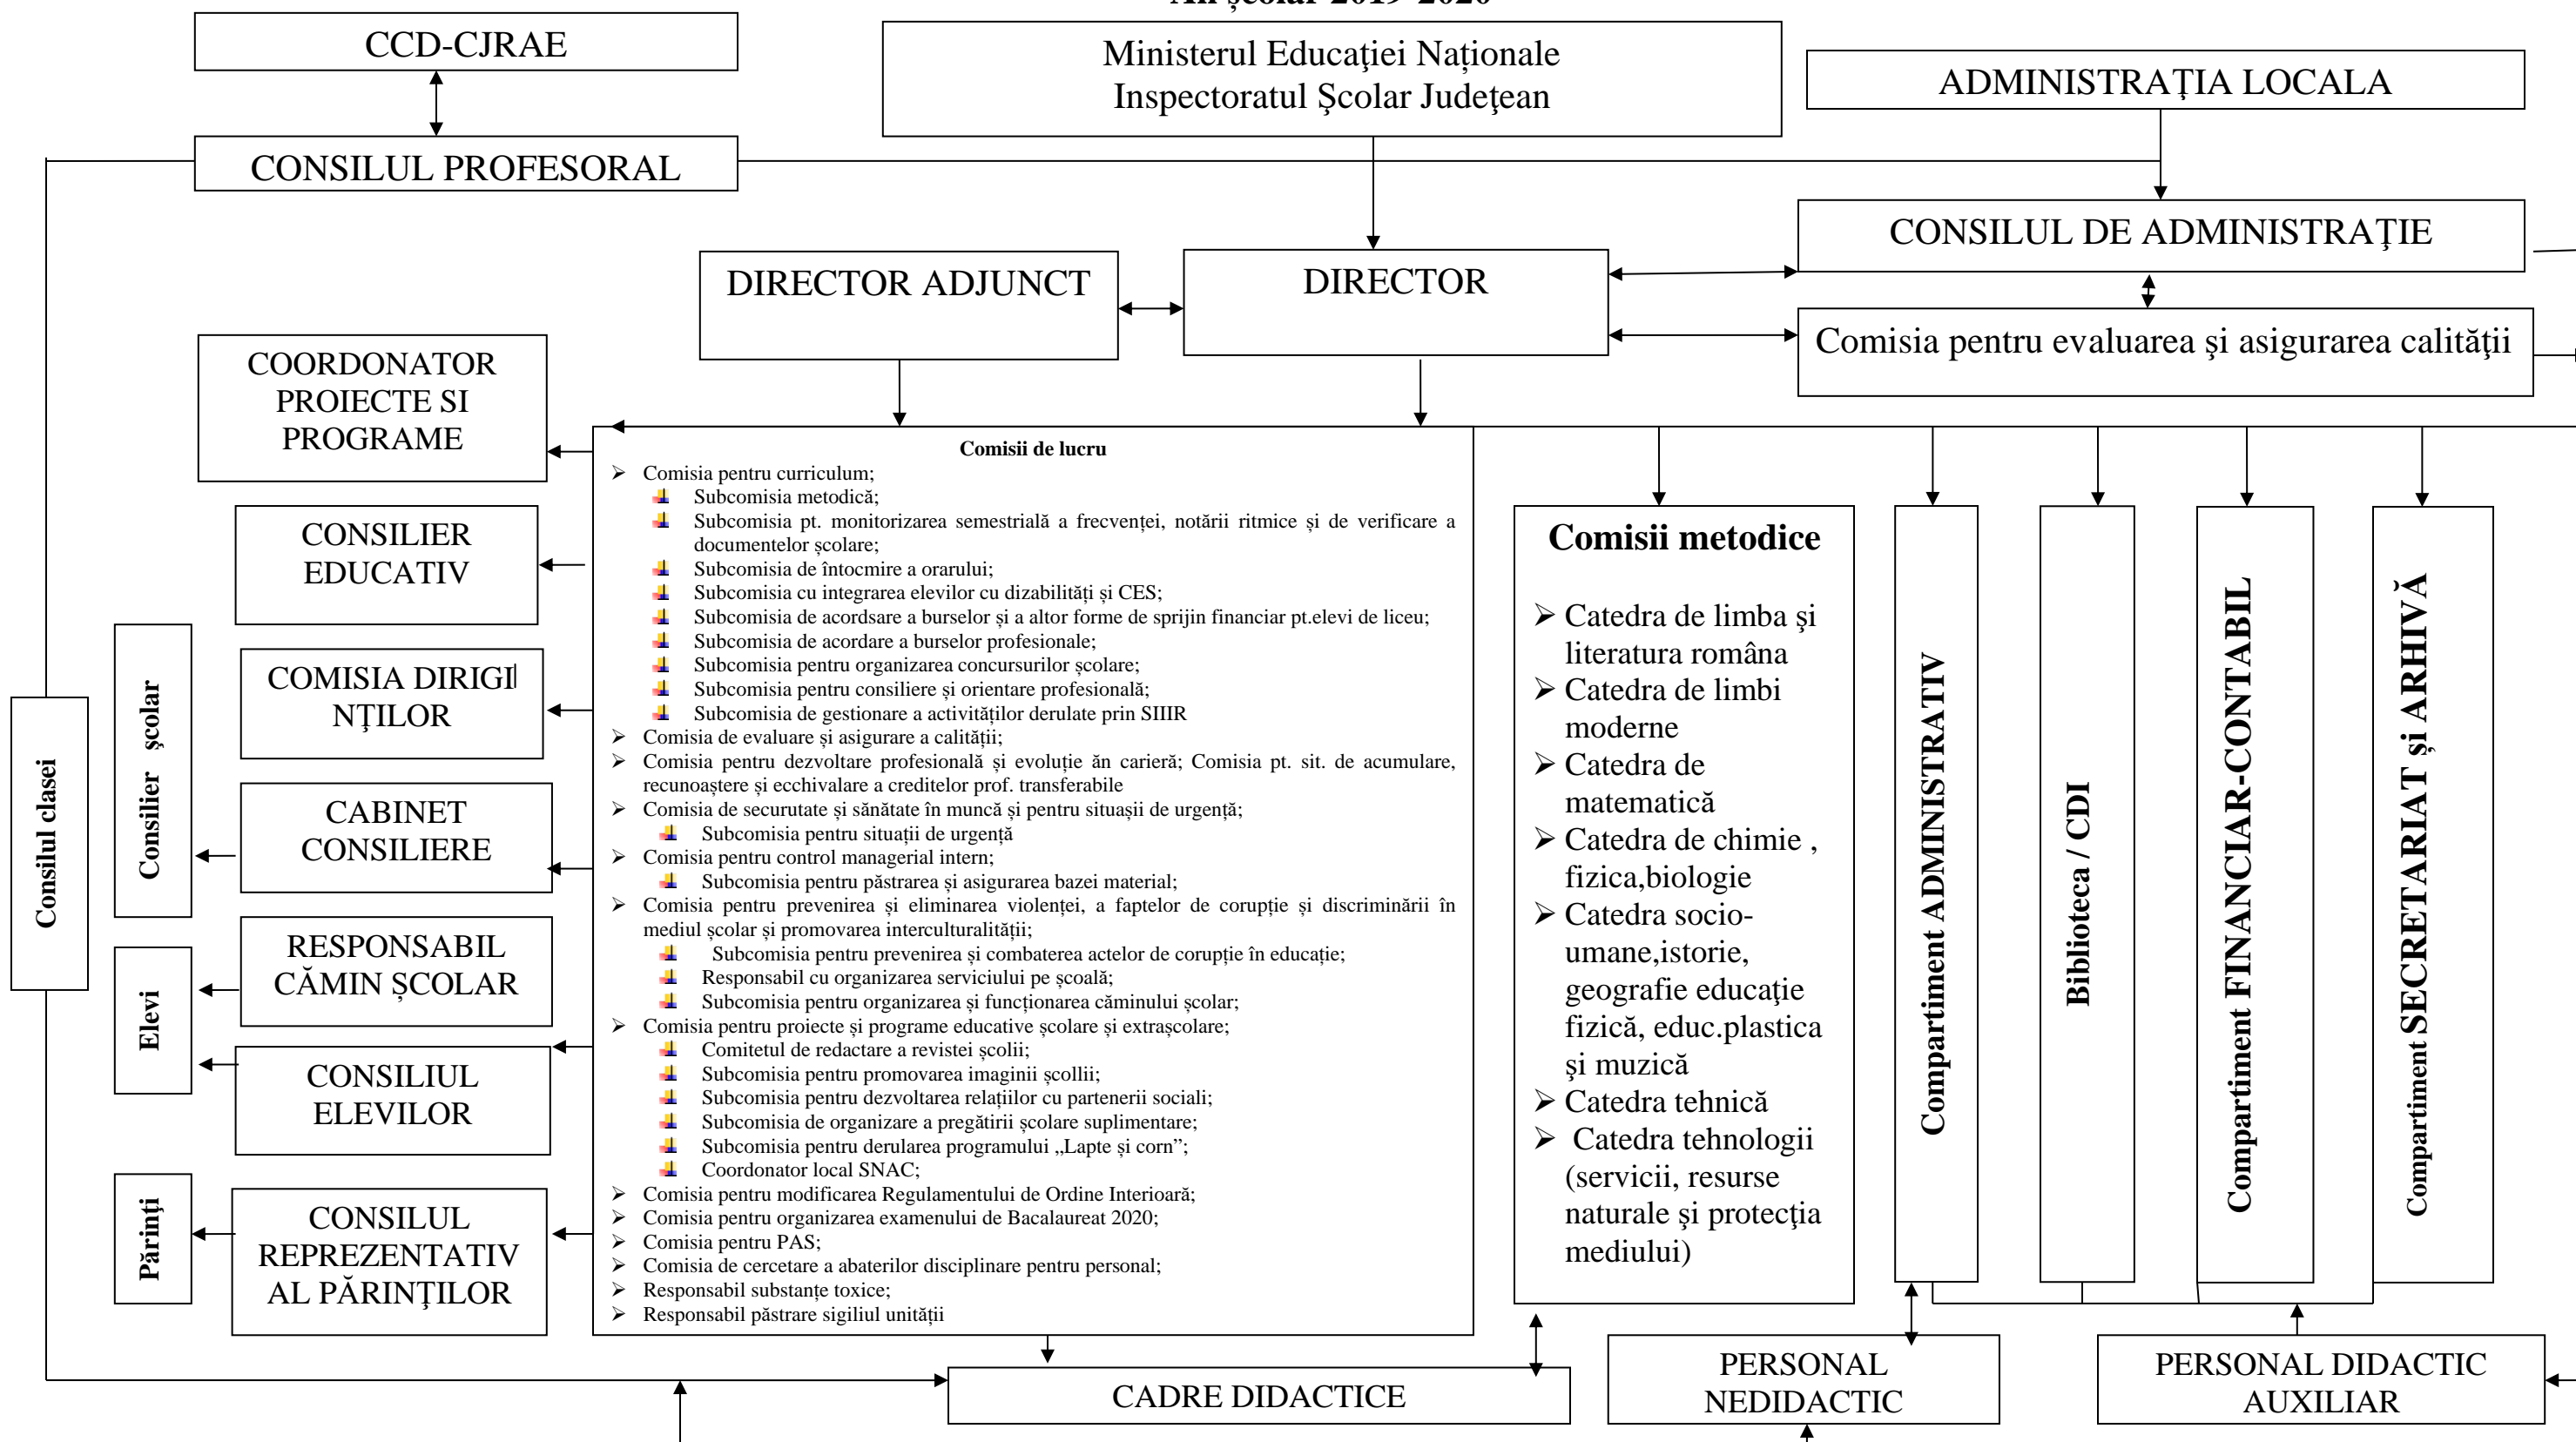 An școlar 2019-2020
CCD-CJRAE
Ministerul Educaţiei Naționale
Inspectoratul Şcolar Judeţean
ADMINISTRAȚIA LOCALA
CONSILUL PROFESORAL
CONSILUL DE ADMINISTRAŢIE
DIRECTOR ADJUNCT
DIRECTOR
Comisia pentru evaluarea şi asigurarea calităţii
COORDONATOR
PROIECTE SI
PROGRAME
CONSILIER
EDUCATIV
COMISIA DIRIGI
NŢILOR
CABINET
CONSILIERE
RESPONSABIL
CĂMIN ȘCOLAR
CONSILIUL
ELEVILOR
CONSILUL
REPREZENTATIV
AL PĂRINŢILOR
Consilul clasei
Consilier şcolar
Elevi
Părinţi
Comisii de lucru
Comisia pentru curriculum;
Subcomisia metodică;
Subcomisia pt. monitorizarea semestrială a frecvenței, notării ritmice și de verificare a
documentelor școlare;
Subcomisia de întocmire a orarului;
Subcomisia cu integrarea elevilor cu dizabilități și CES;
Subcomisia de acordsare a burselor și a altor forme de sprijin financiar pt.elevi de liceu;
Subcomisia de acordare a burselor profesionale;
Subcomisia pentru organizarea concursurilor școlare;
Subcomisia pentru consiliere și orientare profesională;
Subcomisia de gestionare a activităților derulate prin SIIIR
Comisia de evaluare și asigurare a calității;
Comisia pentru dezvoltare profesională și evoluție ăn carieră; Comisia pt. sit. de acumulare,
recunoaștere și ecchivalare a creditelor prof. transferabile
Comisia de securutate și sănătate în muncă și pentru situașii de urgență;
Subcomisia pentru situații de urgență
Comisia pentru control managerial intern;
Subcomisia pentru păstrarea și asigurarea bazei material;
Comisia pentru prevenirea și eliminarea violenței, a faptelor de corupție și discriminării în
mediul școlar și promovarea interculturalității;
Subcomisia pentru prevenirea și combaterea actelor de corupție în educație;
Responsabil cu organizarea serviciului pe școală;
Subcomisia pentru organizarea și funcționarea căminului școlar;
Comisia pentru proiecte și programe educative școlare și extrașcolare;
Comitetul de redactare a revistei școlii;
Subcomisia pentru promovarea imaginii școllii;
Subcomisia pentru dezvoltarea relațiilor cu partenerii sociali;
Subcomisia de organizare a pregătirii școlare suplimentare;
Subcomisia pentru derularea programului „Lapte și corn”;
Coordonator local SNAC;
Comisia pentru modificarea Regulamentului de Ordine Interioară;
Comisia pentru organizarea examenului de Bacalaureat 2020;
Comisia pentru PAS;
Comisia de cercetare a abaterilor disciplinare pentru personal;
Responsabil substanțe toxice;
Responsabil păstrare sigiliul unității
Comisii metodice
Catedra de limba şi
literatura româna
Catedra de limbi
moderne
Catedra de
matematică
Catedra de chimie ,
fizica,biologie
Catedra socio-
umane,istorie,
geografie educaţie
fizică, educ.plastica
şi muzică
Catedra tehnică
Catedra tehnologii
(servicii, resurse
naturale şi protecţia
mediului)
Compartiment ADMINISTRATIV
Biblioteca / CDI
Compartiment FINANCIAR-CONTABIL
Compartiment SECRETARIAT și ARHIVĂ
CADRE DIDACTICE
PERSONAL
NEDIDACTIC
PERSONAL DIDACTIC
AUXILIAR